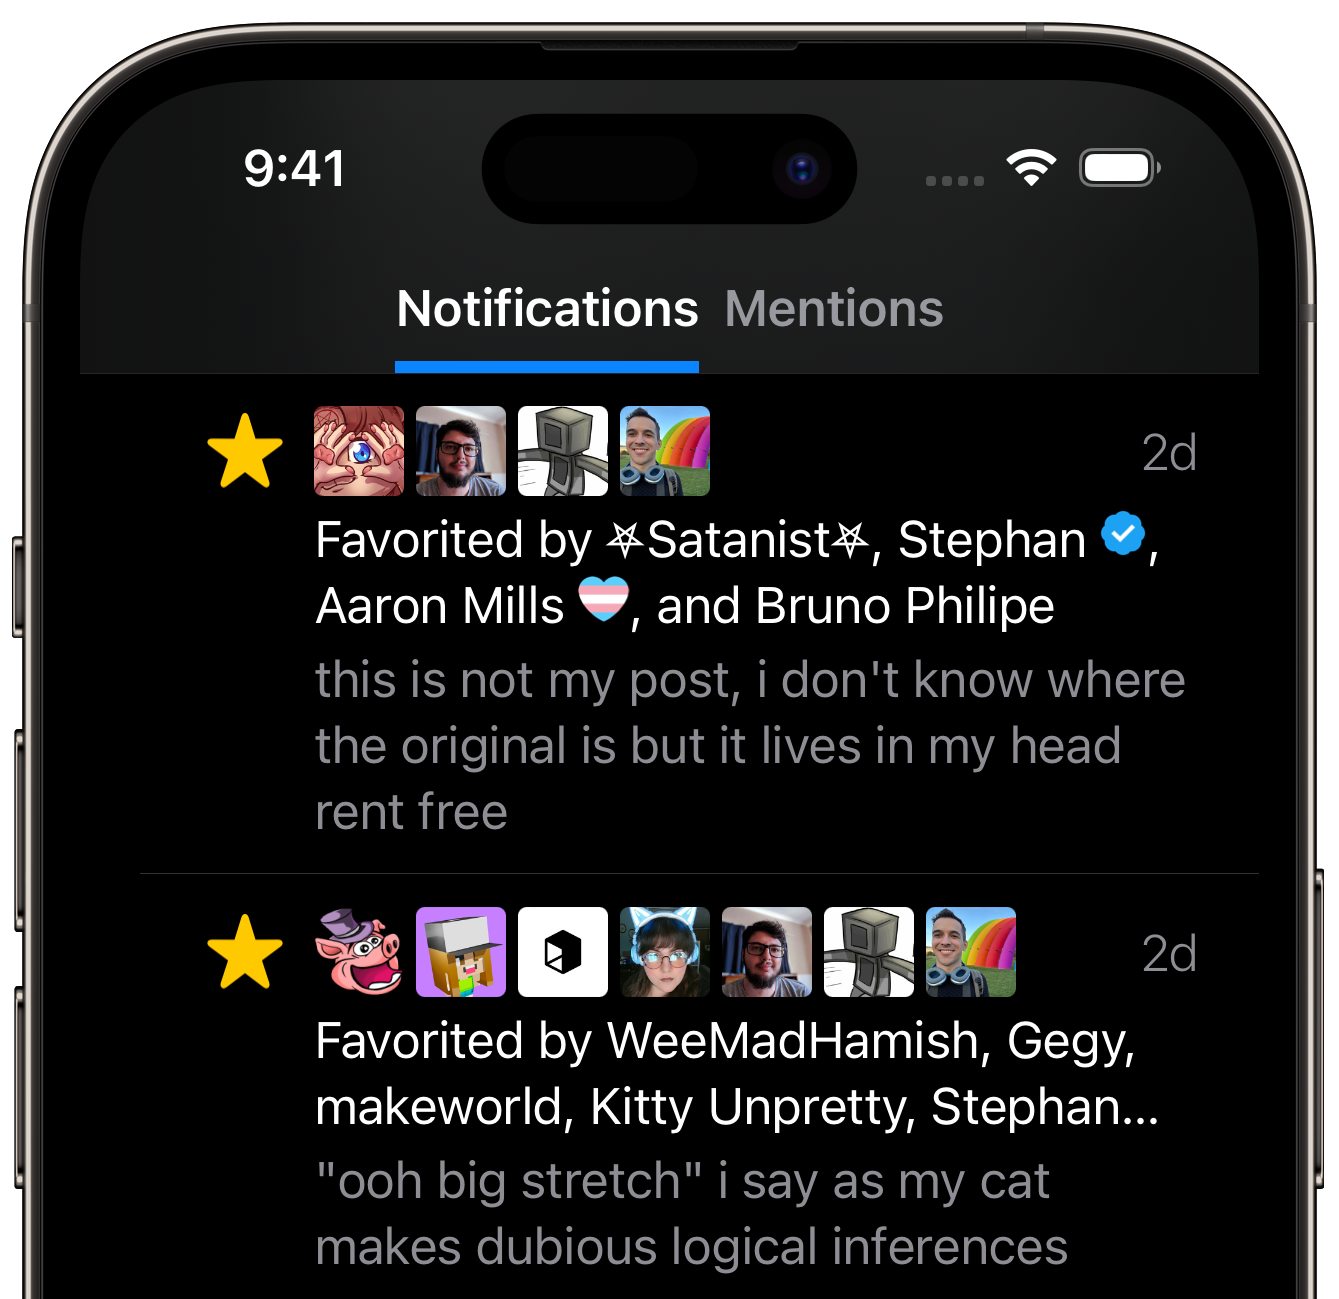 9:41
Notifications Mentions
2d
Favorited by ⛧Satanist⛧, Stephan ,
Aaron Mills , and Bruno Philipe
this is not my post, i don't know where
the original is but it lives in my head
rent free
2d
Favorited by WeeMadHamish, Gegy,
makeworld, Kitty Unpretty, Stephan...
"ooh big stretch" i say as my cat
makes dubious logical inferences